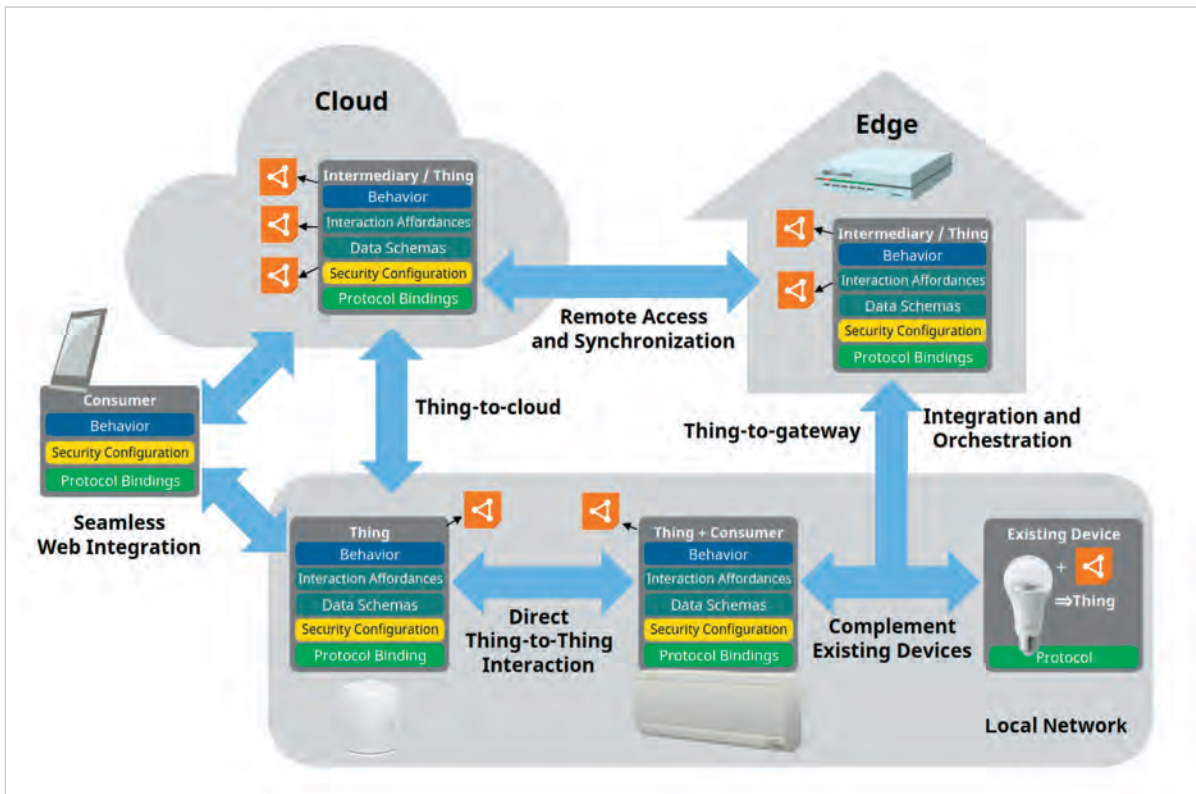 Cloud
Intermediary / Thing
Behavior
Interaction Affordances
Data Schemas
Security Configuration
Protocol Bindings
Edge
Intermediary / Thing
Behavior
Interaction Affordances
Data Schemas
Security Configuration
Protocol Bindings
Remote Access
and Synchronization
Consumer
Behavior
Security Configuration
Protocol Bindings
Thing-to-cloud
Thing-to-gateway
Integration and
Orchestration
Seamless
Web Integration
Thing
Behavior
Interaction Affordances
Data Schemas
Security Configuration
Protocol Binding
Direct
Thing-to-Thing
Interaction
Thing + Consumer
Behavior
Interaction Affordances
Data Schemas
Security Configuration
Protocol Bindings
Complement
Existing Devices
Existing Device
+
⇒Thing
Protocol
Local Network